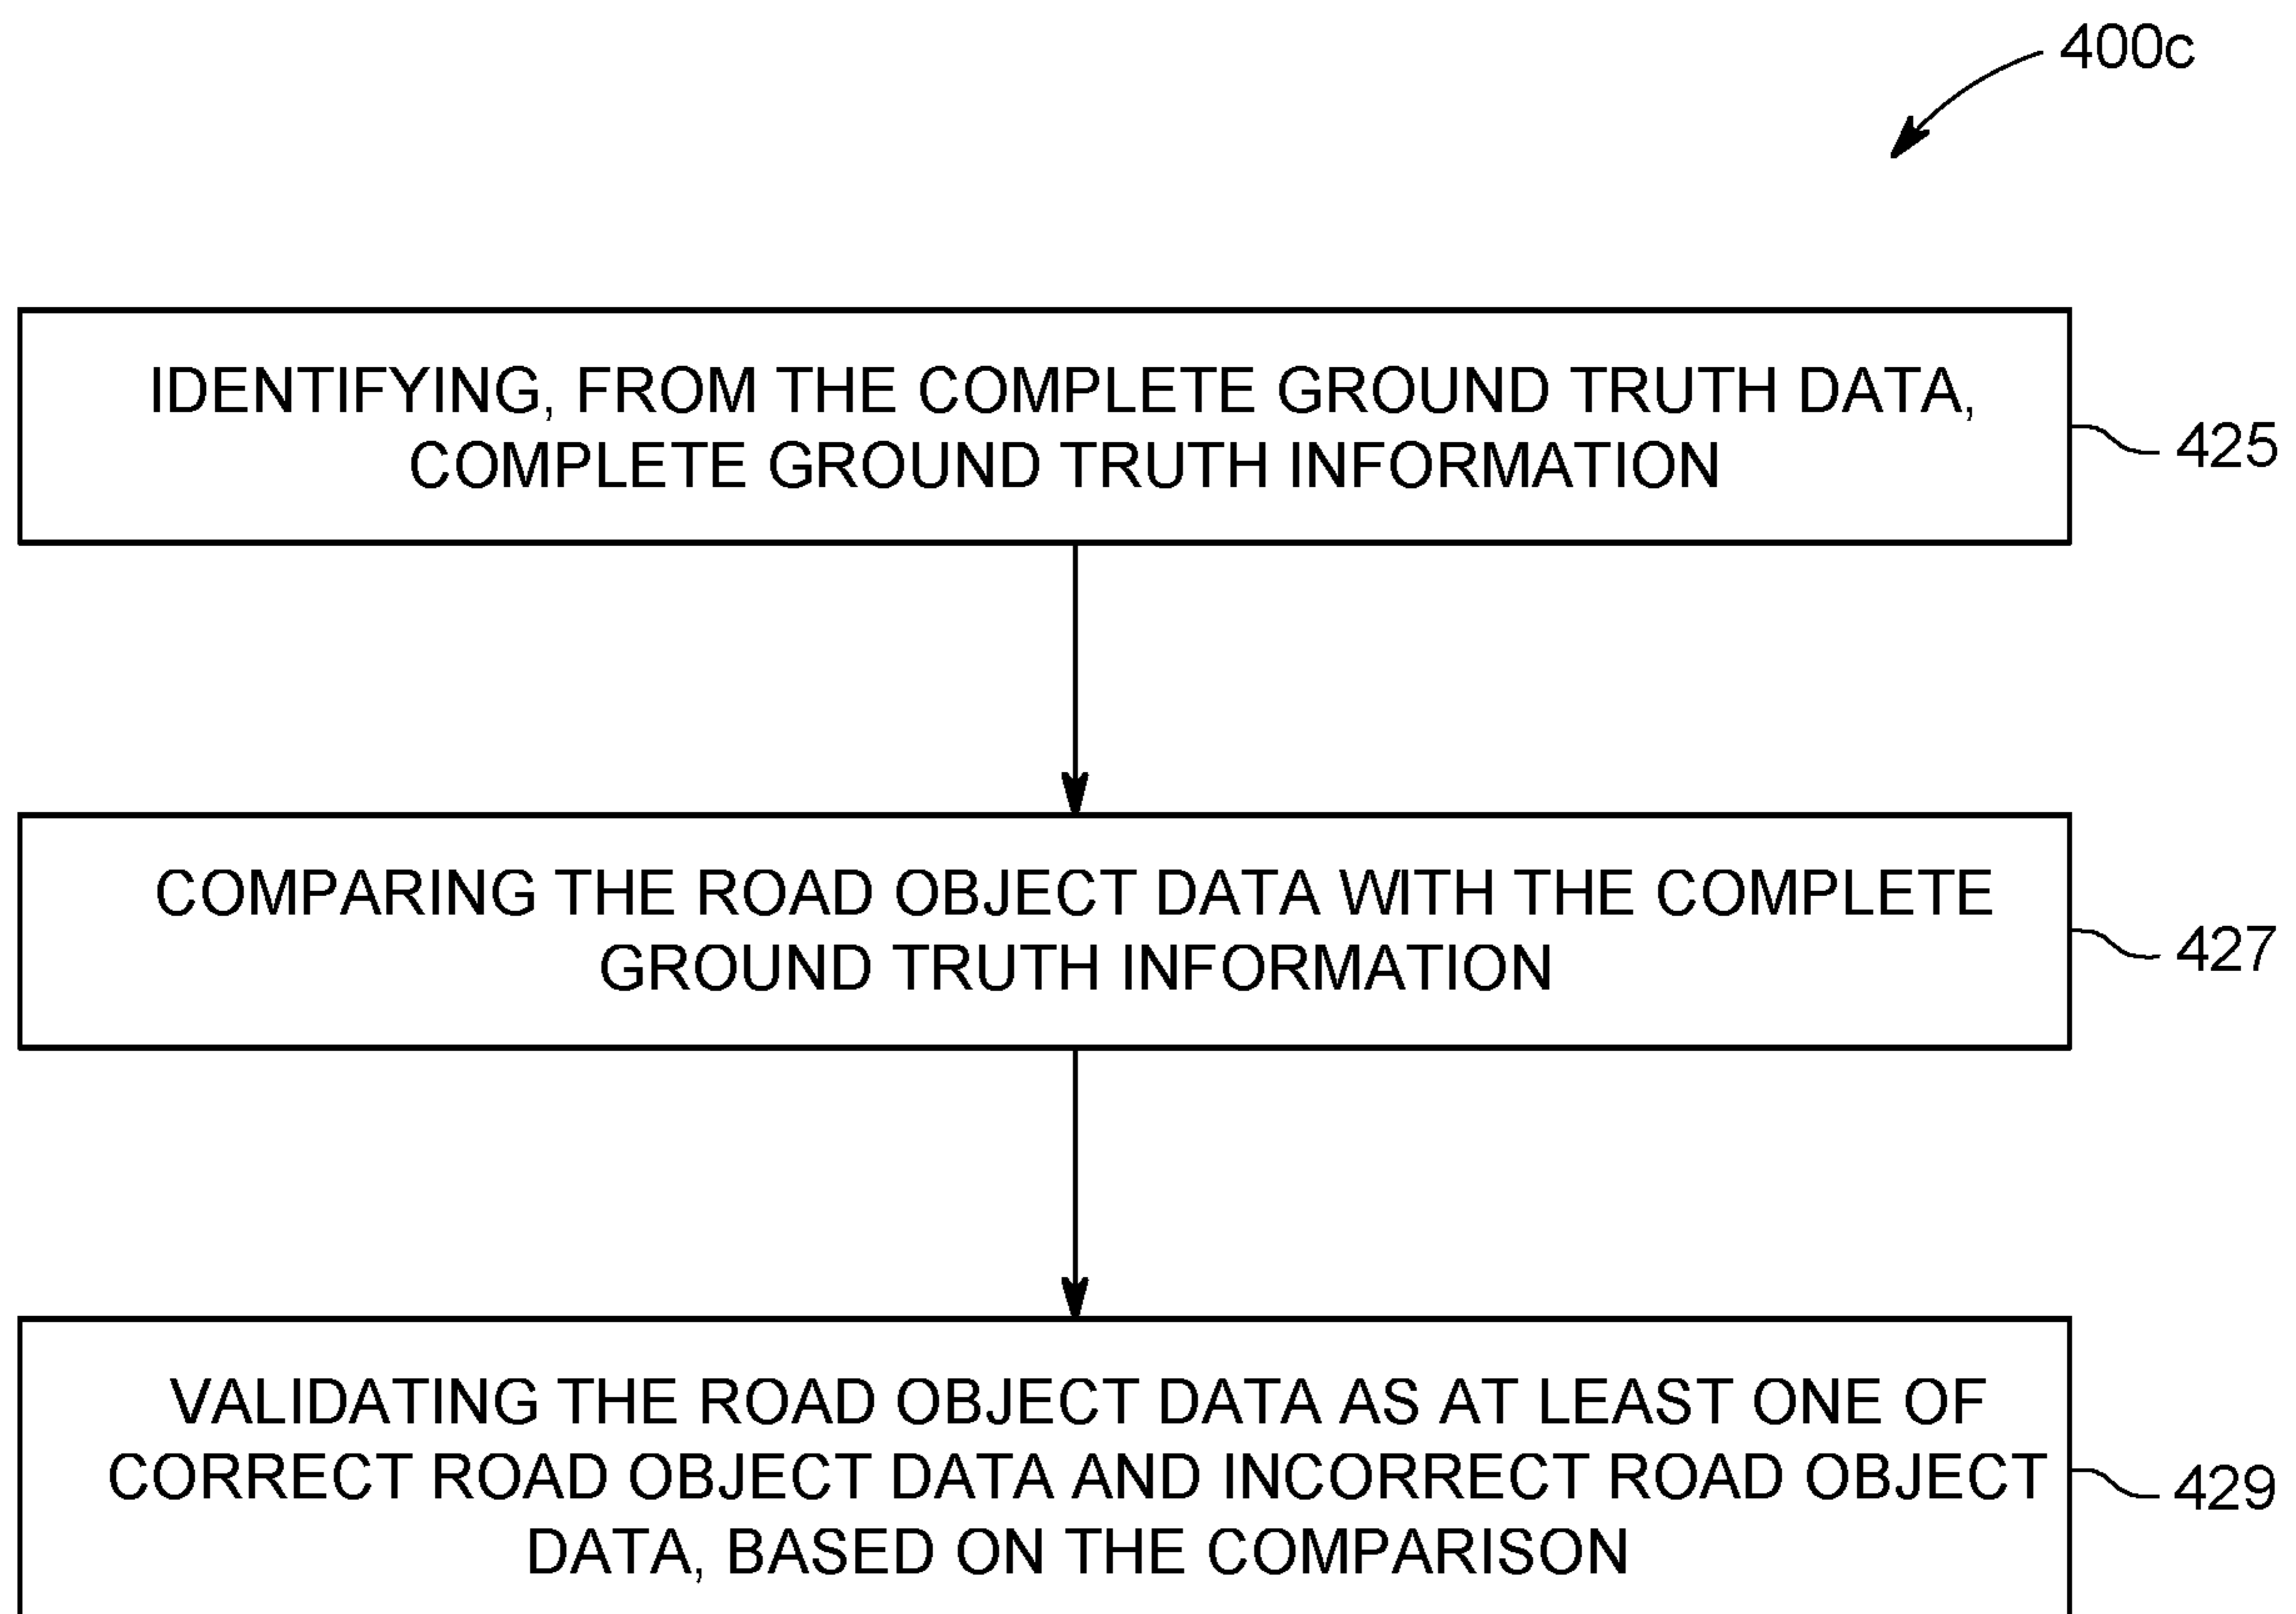 400c
IDENTIFYING, FROM THE COMPLETE GROUND TRUTH DATA,
COMPLETE GROUND TRUTH INFORMATION
425
COMPARING THE ROAD OBJECT DATA WITH THE COMPLETE
GROUND TRUTH INFORMATION
427
VALIDATING THE ROAD OBJECT DATA AS AT LEAST ONE OF
CORRECT ROAD OBJECT DATA AND INCORRECT ROAD OBJECT
DATA, BASED ON THE COMPARISON
429